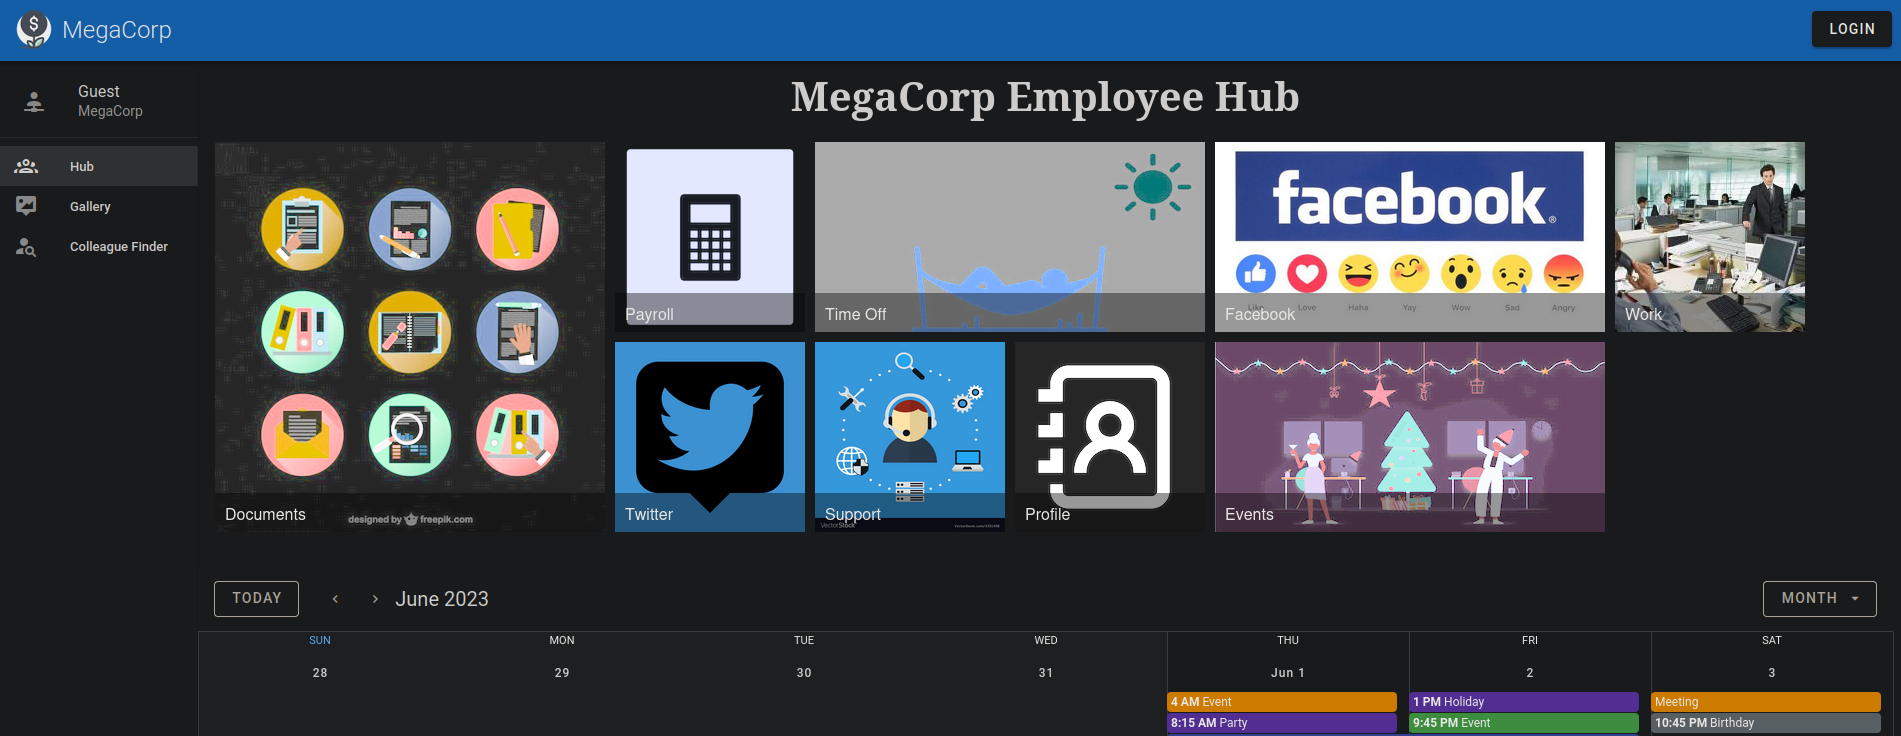 MegaCorp
LOGIN
Guest
MegaCorp
Hub
Gallery
Colleague Finder
MegaCorp Employee Hub
Payroll
Time Off
facebook
Like Love Haha Yay Wow Sad Angry
Facebook
Work
Documents
designed by freepik.com
Twitter
Support
VectorStock
Profile
Events
TODAY
June 2023
MONTH
SUN MON TUE WED THU FRI SAT
28 29 30 31 Jun 1 2 3
4 AM Event
8:15 AM Party
1 PM Holiday
9:45 PM Event
Meeting
10:45 PM Birthday